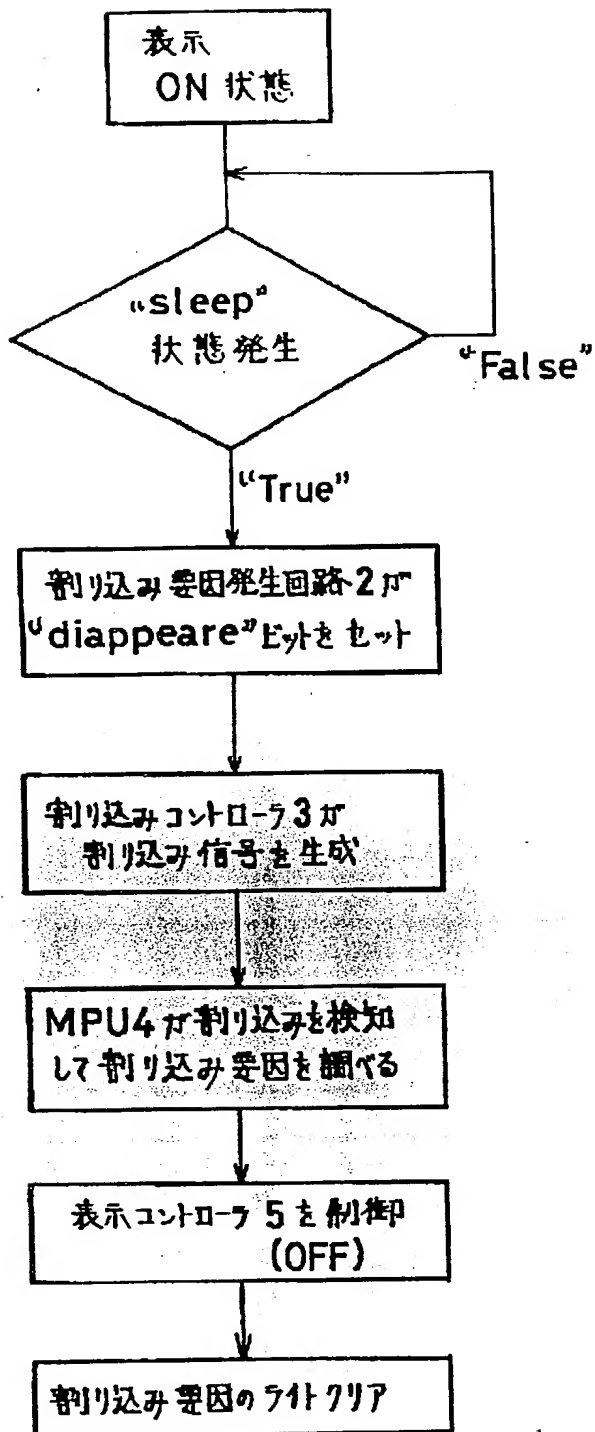 表示
ON 状態
"sleep"
状態発生
"False"
"True"
割り込み要因発生回路2が
"diappeare"ビットをセット
割り込みコントローラ3が
割り込み信号を生成
MPU4が割り込みを検知
して割り込み要因を調べる
表示コントローラ5を制御
(OFF)
割り込み要因のライトクリア